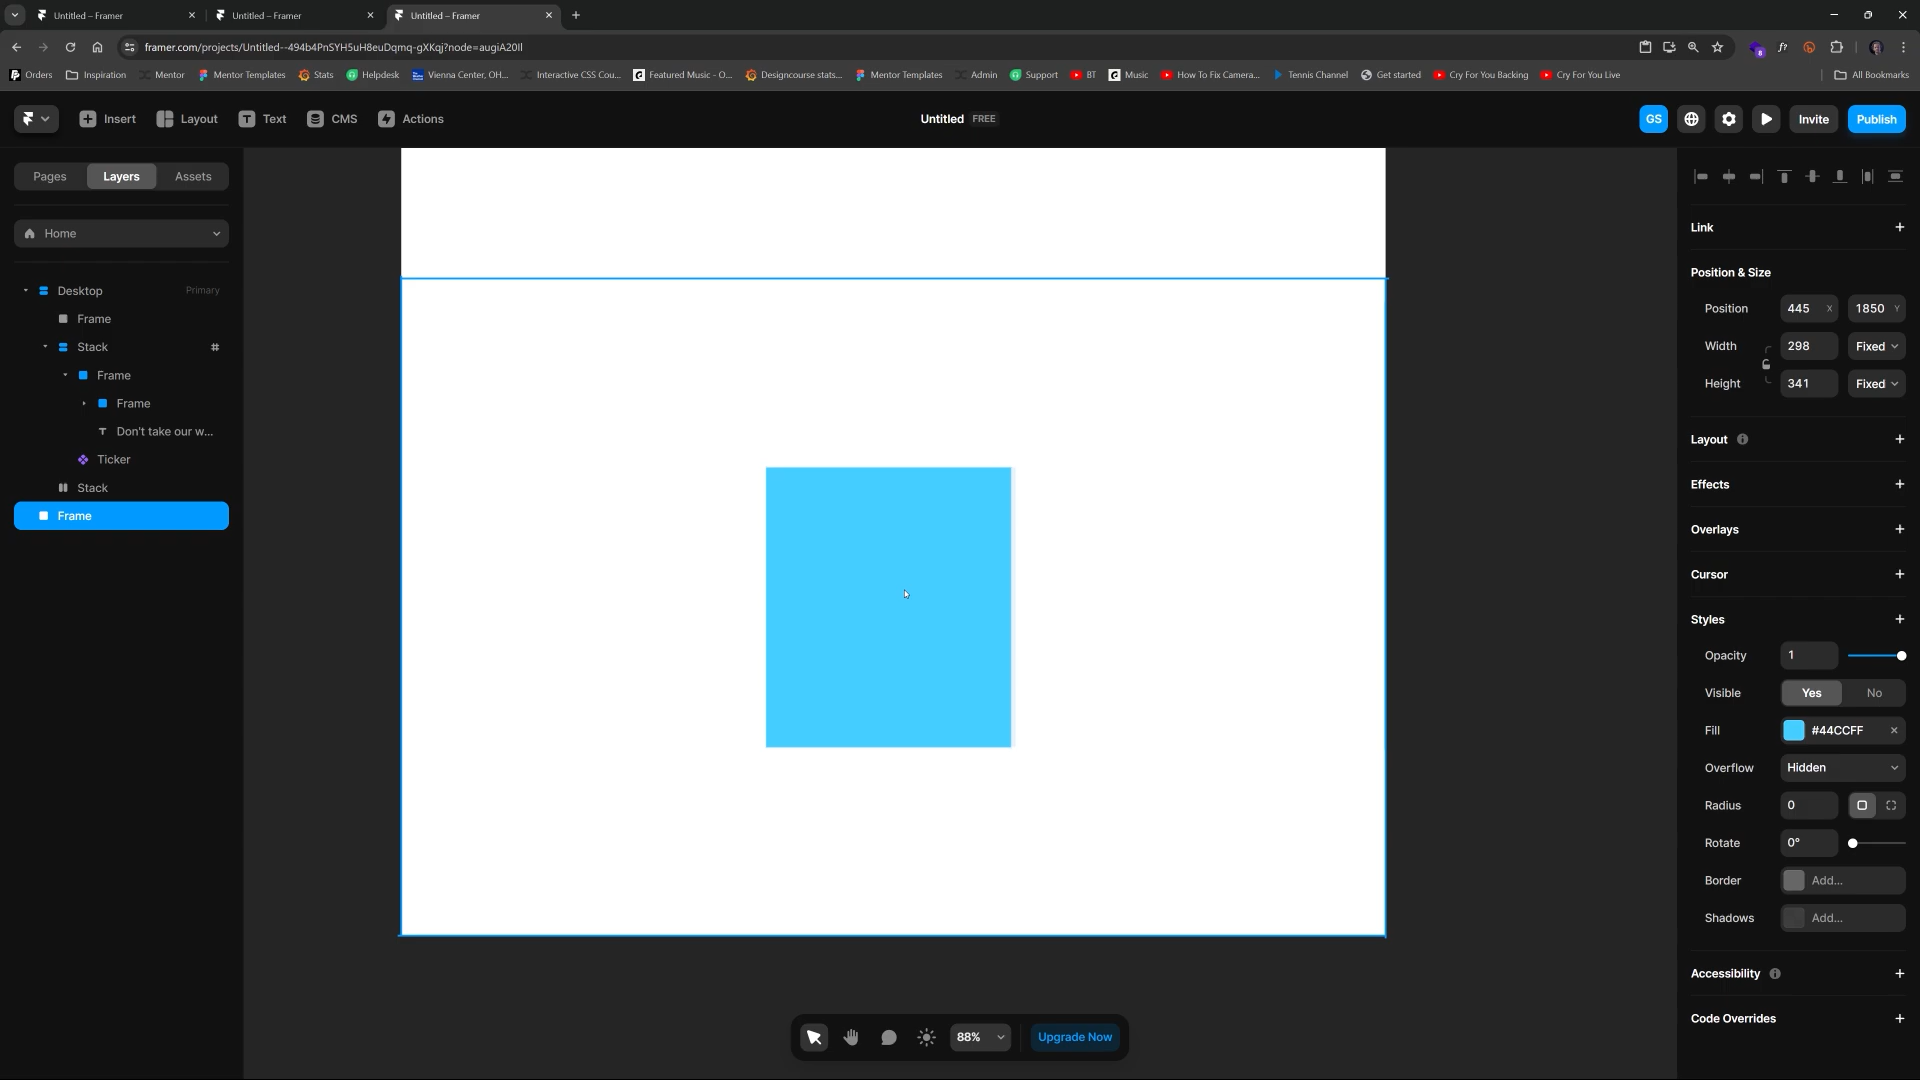 Untitled – Framer
Untitled – Framer
Untitled – Framer
framer.com/projects/Untitled--494b4PnSYH5uH8euDqmq-gXKqj?node=augiA20Il
Orders
Inspiration
Mentor
Mentor Templates
Stats
Helpdesk
Vienna Center, OH...
Interactive CSS Cou...
Featured Music - O...
Designcourse stats...
Mentor Templates
Admin
Support
BT
Music
How To Fix Camera...
Tennis Channel
Get started
Cry For You Backing
Cry For You Live
All Bookmarks
Insert
Layout
Text
CMS
Actions
Untitled FREE
GS
Invite
Publish
Pages
Layers
Assets
Home
Desktop
Primary
Frame
Stack
Frame
Frame
Don't take our w...
Ticker
Stack
Frame
Link
Position & Size
Position 445 X 1850 Y
Width 298 Fixed
Height 341 Fixed
Layout
Effects
Overlays
Cursor
Styles
Opacity 1
Visible Yes No
Fill #44CCFF
Overflow Hidden
Radius 0
Rotate 0°
Border Add...
Shadows Add...
Accessibility
Code Overrides
88%
Upgrade Now